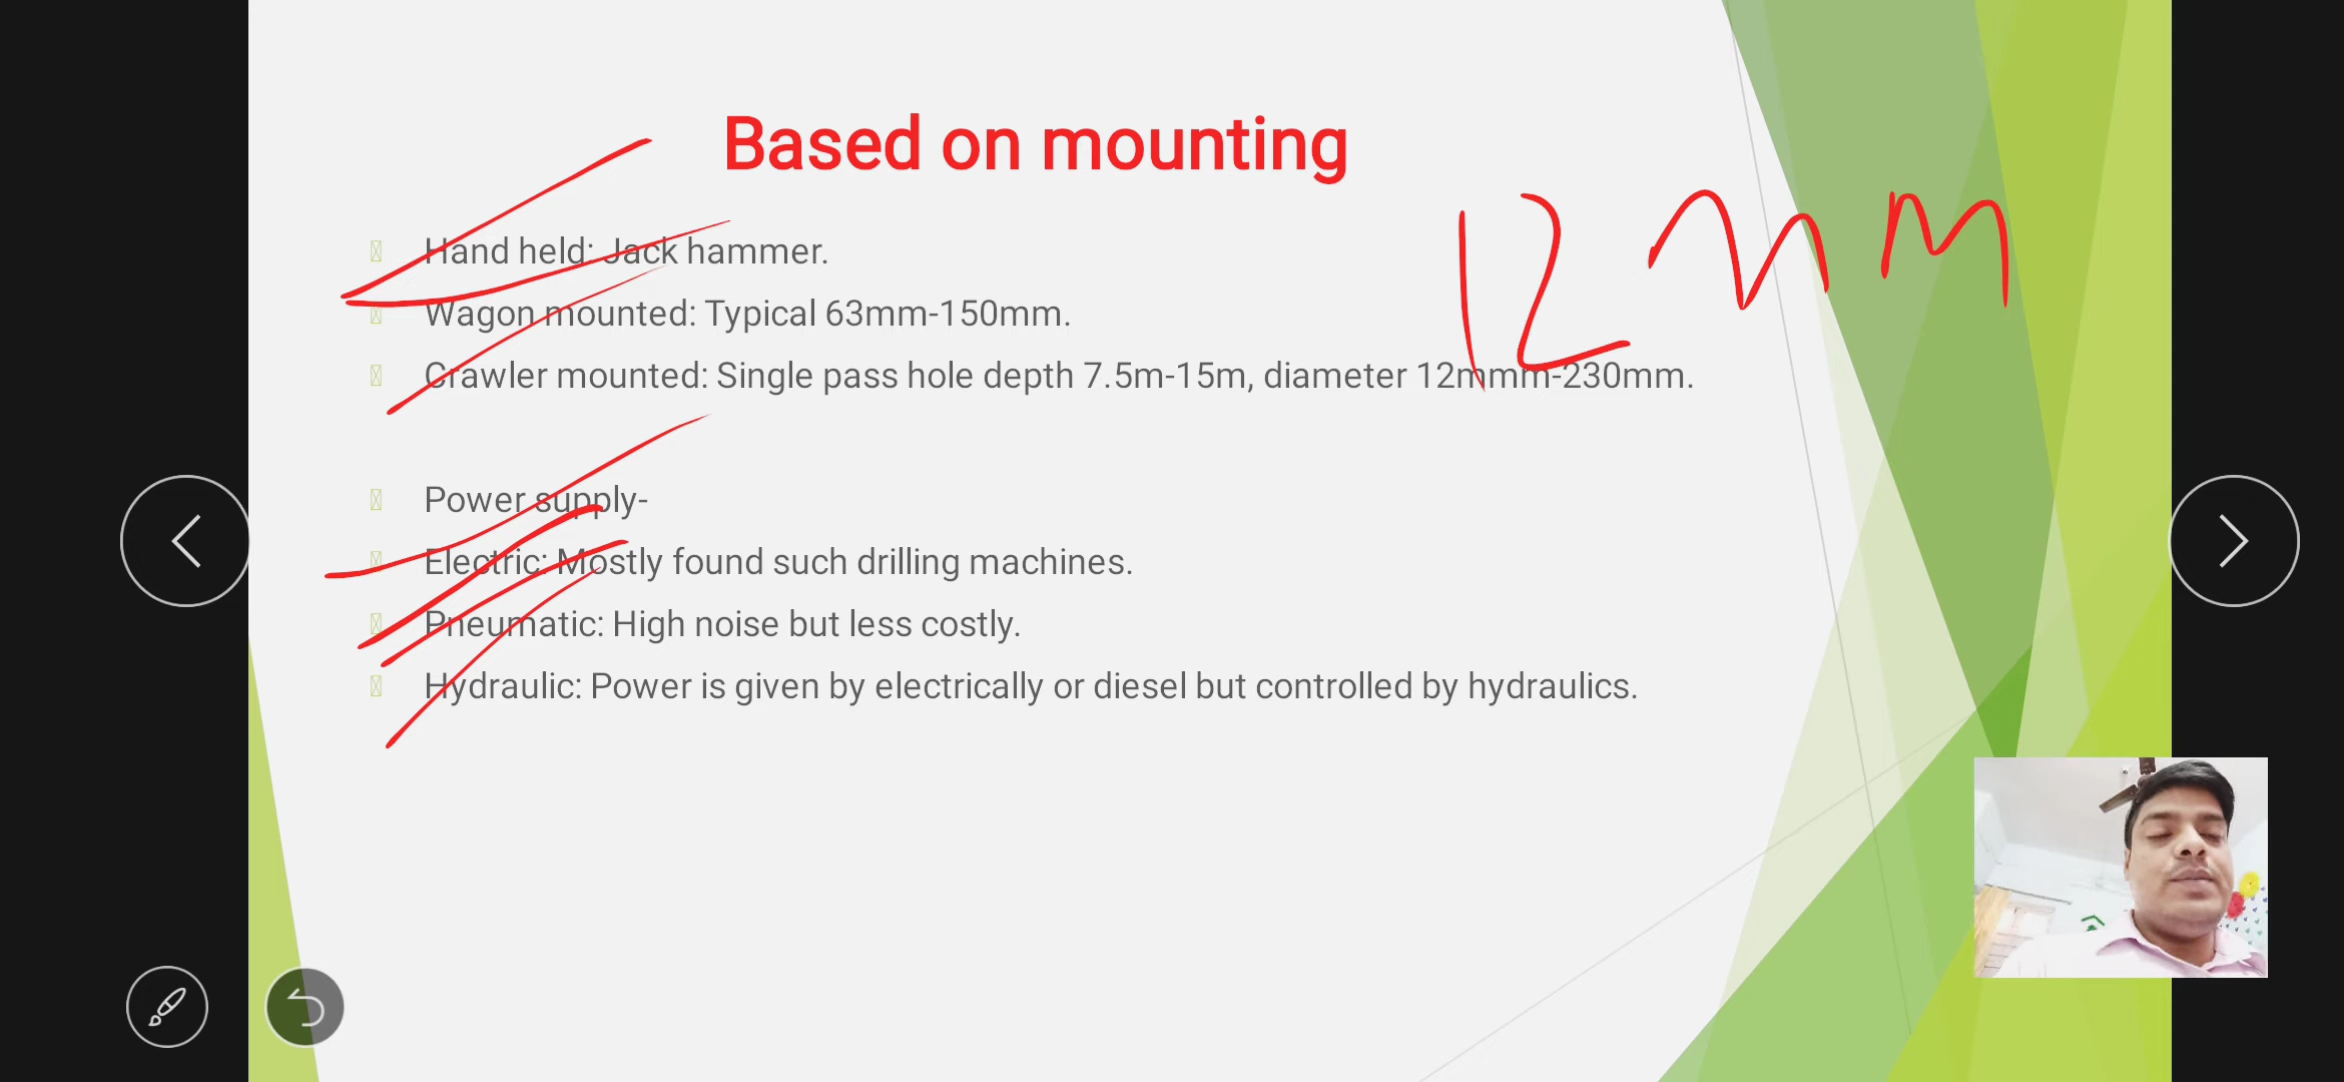 Based on mounting
12 mm
Hand held: Jack hammer.
Wagon mounted: Typical 63mm-150mm.
Crawler mounted: Single pass hole depth 7.5m-15m, diameter 12mmm-230mm.
Power supply-
Electric: Mostly found such drilling machines.
Pneumatic: High noise but less costly.
Hydraulic: Power is given by electrically or diesel but controlled by hydraulics.